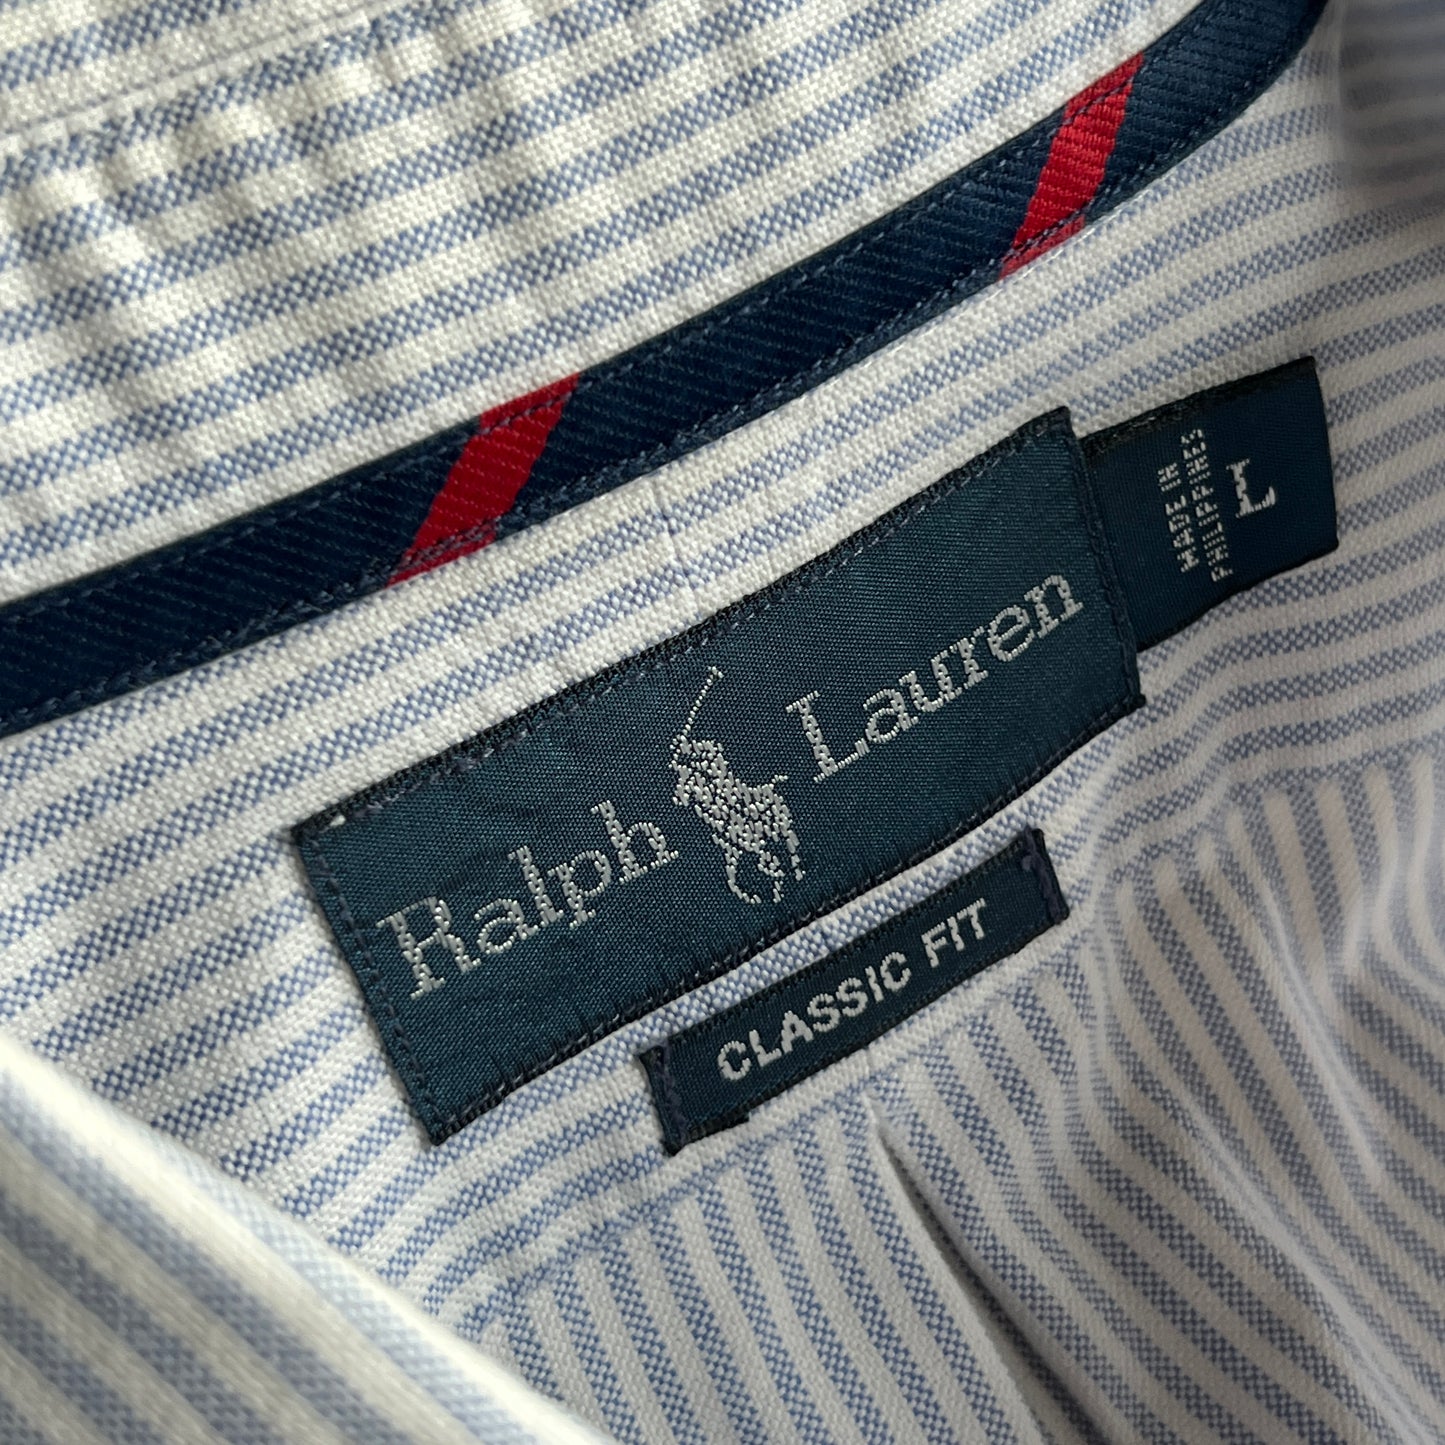 Ralph Lauren
MADE IN
PHILIPPINES
L
CLASSIC FIT